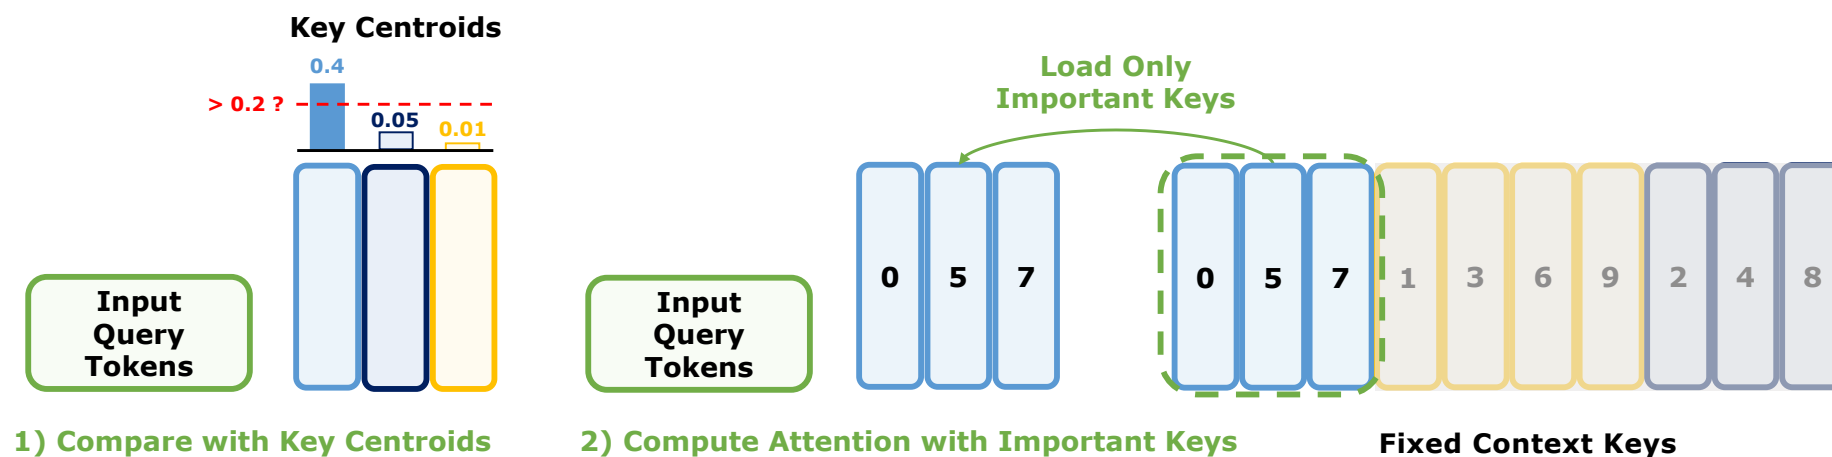 Key Centroids
0.4
> 0.2 ?
0.05
0.01
Input
Query
Tokens
1) Compare with Key Centroids
Load Only
Important Keys
Input
Query
Tokens
0 5 7
0 5 7 1 3 6 9 2 4 8
2) Compute Attention with Important Keys
Fixed Context Keys